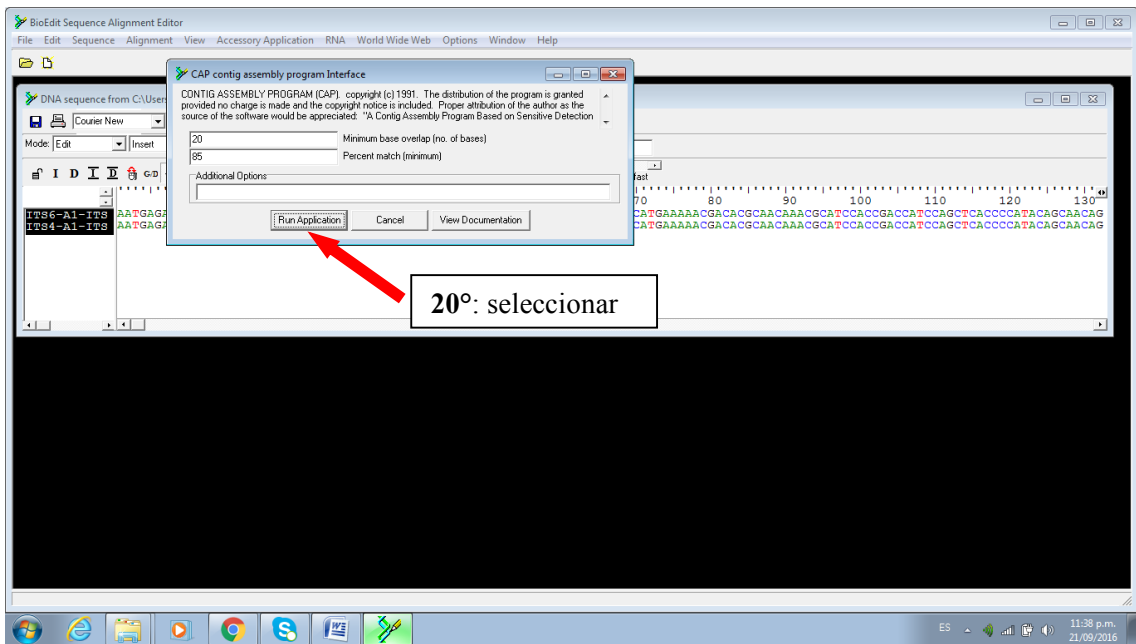 BioEdit Sequence Alignment Editor
File Edit Sequence Alignment View Accessory Application RNA World Wide Web Options Window Help
CAP contig assembly program Interface
CONTIG ASSEMBLY PROGRAM (CAP). copyright (c) 1991. The distribution of the program is granted
provided no charge is made and the copyright notice is included. Proper attribution of the author as the
source of the software would be appreciated: "A Contig Assembly Program Based on Sensitive Detection
20 Minimum base overlap (no. of bases)
85 Percent match (minimum)
Additional Options
Run Application Cancel View Documentation
DNA sequence from C:\Users
Courier New
Mode: Edit Insert
I D I D G/D fast
70 80 90 100 110 120 130
ITS6-A1-ITS AATGAGA CATGAAAAACGACACGCAACAAACGCATCCACCGACCATCCAGCTCACCCCATACAGCAACAG
ITS4-A1-ITS AATGAGA CATGAAAAACGACACGCAACAAACGCATCCACCGACCATCCAGCTCACCCCATACAGCAACAG
20°: seleccionar
ES 11:38 p.m.
21/09/2016